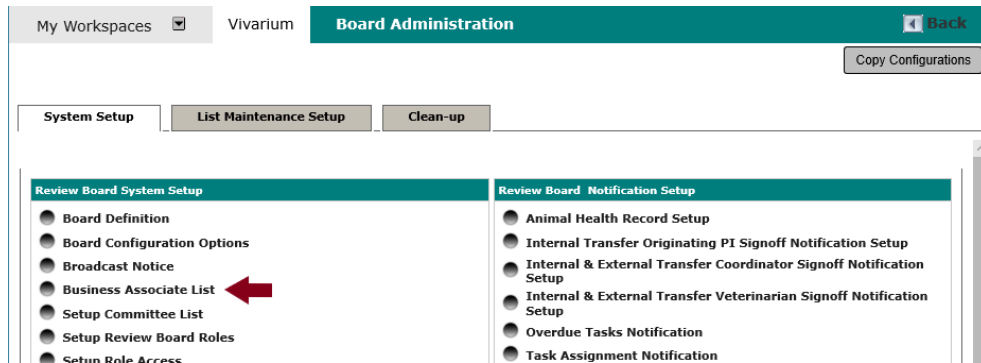 My Workspaces
Vivarium
Board Administration
Back
Copy Configurations
System Setup
List Maintenance Setup
Clean-up
Review Board System Setup
Board Definition
Board Configuration Options
Broadcast Notice
Business Associate List
Setup Committee List
Setup Review Board Roles
Setup Role Access
Review Board Notification Setup
Animal Health Record Setup
Internal Transfer Originating PI Signoff Notification Setup
Internal & External Transfer Coordinator Signoff Notification
Setup
Internal & External Transfer Veterinarian Signoff Notification
Setup
Overdue Tasks Notification
Task Assignment Notification